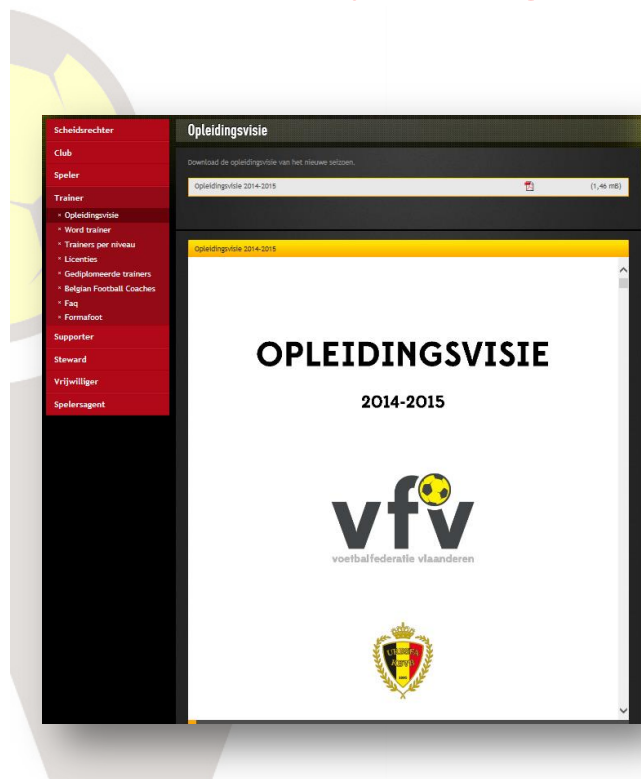 Scheidsrechter
Club
Speler
Trainer
Opleidingsvisie
Word trainer
Trainers per niveau
Licenties
Gediplomeerde trainers
Belgian Football Coaches
Faq
Formafoot
Supporter
Steward
Vrijwilliger
Spelersagent
Opleidingsvisie
Download de opleidingsvisie van het nieuwe seizoen.
Opleidingsvisie 2014-2015 (1,46 mB)
Opleidingsvisie 2014-2015
OPLEIDINGSVISIE
2014-2015
vfv
voetbalfederatie vlaanderen